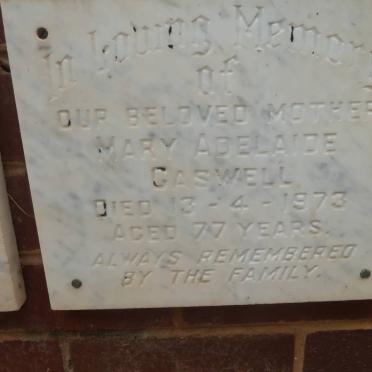 In Loving Memory
of
OUR BELOVED MOTHER
MARY ADELAIDE
CASWELL
DIED 13-4-1973
AGED 77 YEARS.
ALWAYS REMEMBERED
BY THE FAMILY.